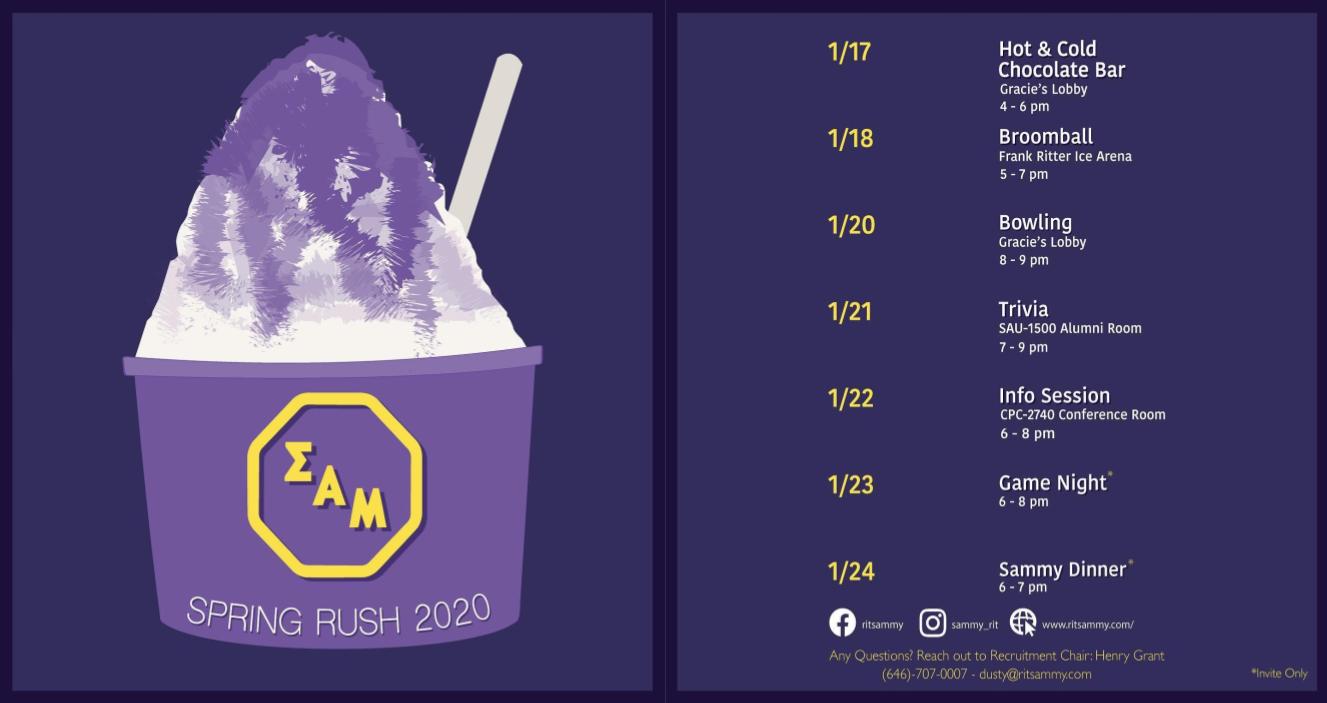 ΣΑΜ
SPRING RUSH 2020
1/17
Hot & Cold
Chocolate Bar
Gracie's Lobby
4 - 6 pm
1/18
Broomball
Frank Ritter Ice Arena
5 - 7 pm
1/20
Bowling
Gracie's Lobby
8 - 9 pm
1/21
Trivia
SAU-1500 Alumni Room
7 - 9 pm
1/22
Info Session
CPC-2740 Conference Room
6 - 8 pm
1/23
Game Night*
6 - 8 pm
1/24
Sammy Dinner*
6 - 7 pm
ritsammy sammy_rit www.ritsammy.com/
Any Questions? Reach out to Recruitment Chair: Henry Grant
(646)-707-0007 - dusty@ritsammy.com
*Invite Only